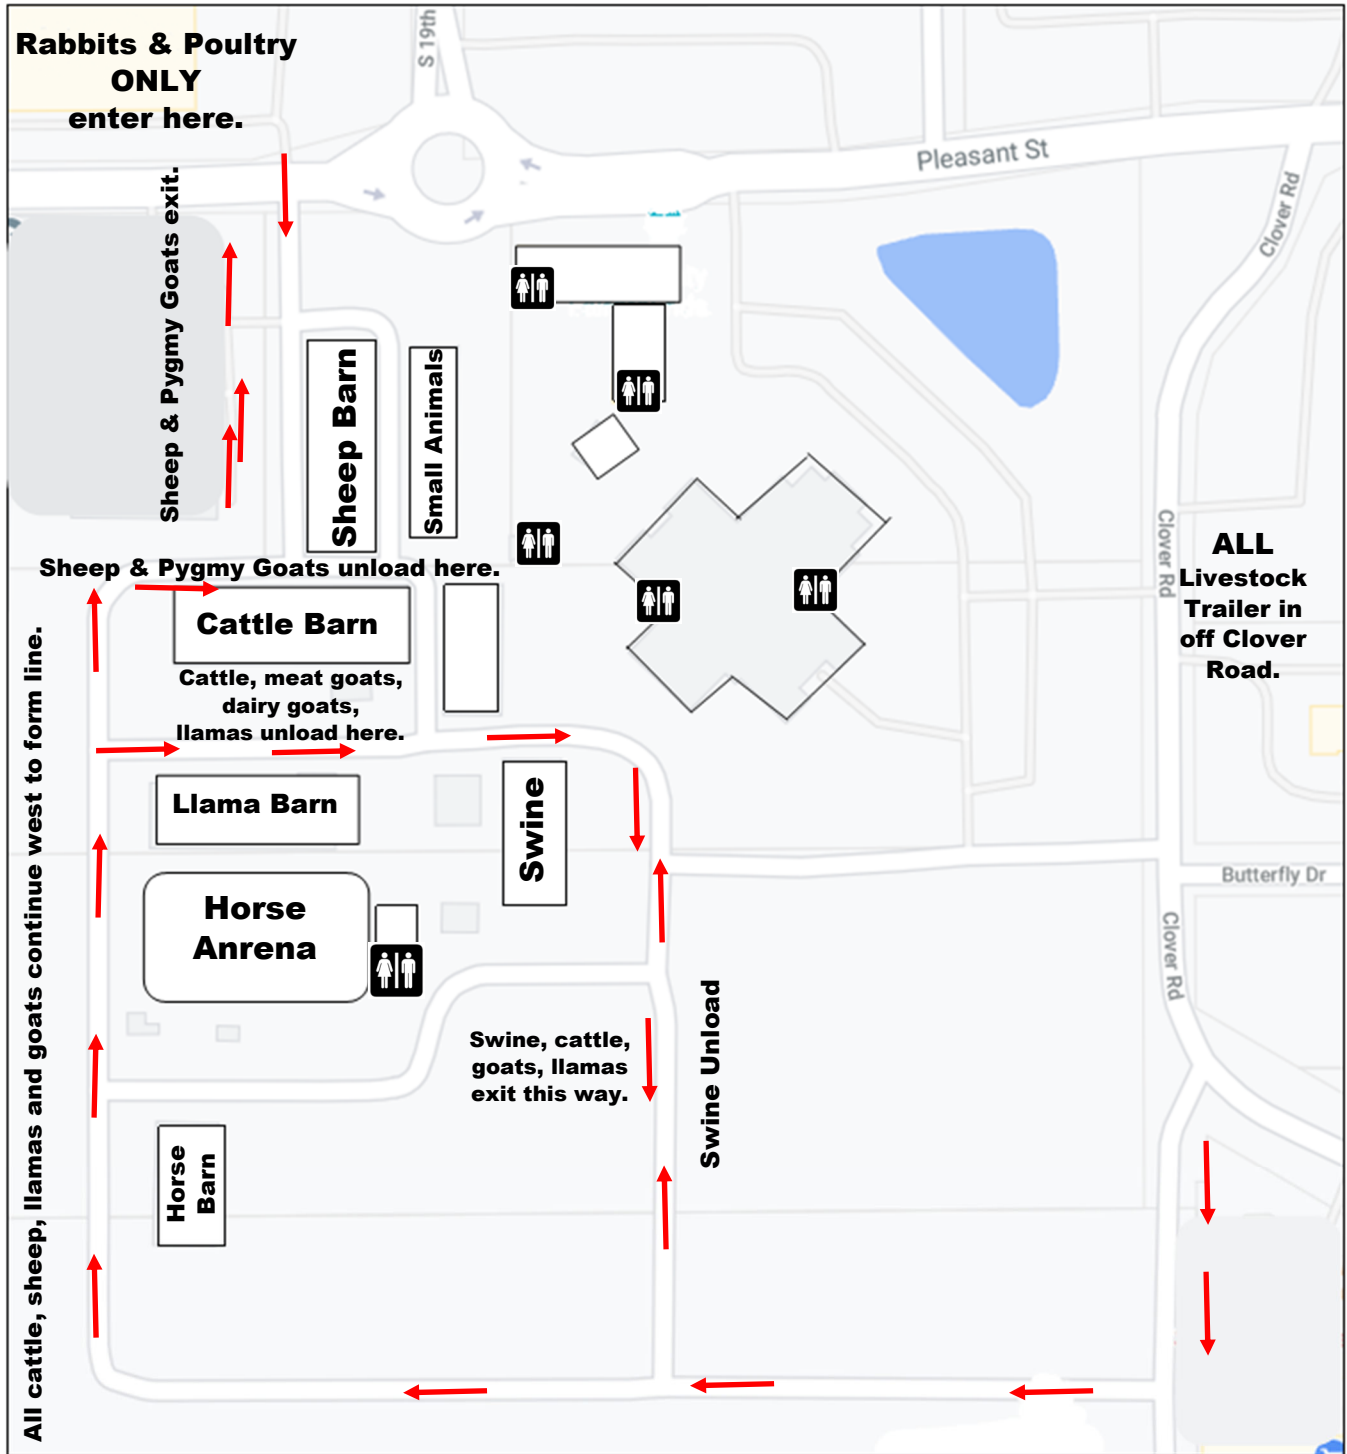 Rabbits & Poultry
ONLY
enter here.
S 19th
Pleasant St
Clover Rd
Sheep & Pygmy Goats exit.
Sheep Barn
Small Animals
Clover Rd
ALL
Livestock
Trailer in
off Clover
Road.
Sheep & Pygmy Goats unload here.
Cattle Barn
Cattle, meat goats,
dairy goats,
llamas unload here.
All cattle, sheep, llamas and goats continue west to form line.
Llama Barn
Swine
Butterfly Dr
Horse
Anrena
Clover Rd
Swine, cattle,
goats, llamas
exit this way.
Swine Unload
Horse
Barn